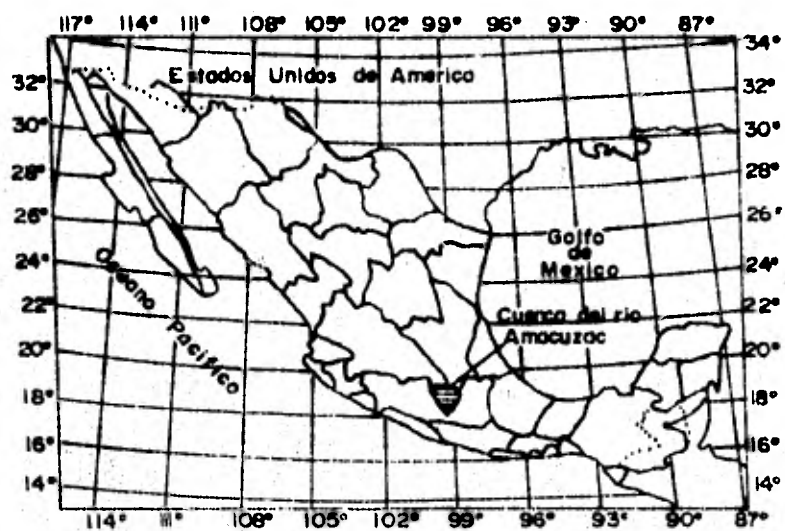 117° 114° 111° 108° 105° 102° 99° 96° 93° 90° 87°
34°
Estados Unidos de America
32° 32°
30° 30°
28° 28°
26° 26°
Golfo
de
Mexico
24° 24°
Oceano Pacifico
22° 22°
Cuenca del rio
Amacuzac
20° 20°
18° 18°
16° 16°
14° 14°
114° 111° 108° 105° 102° 99° 96° 93° 90° 87°